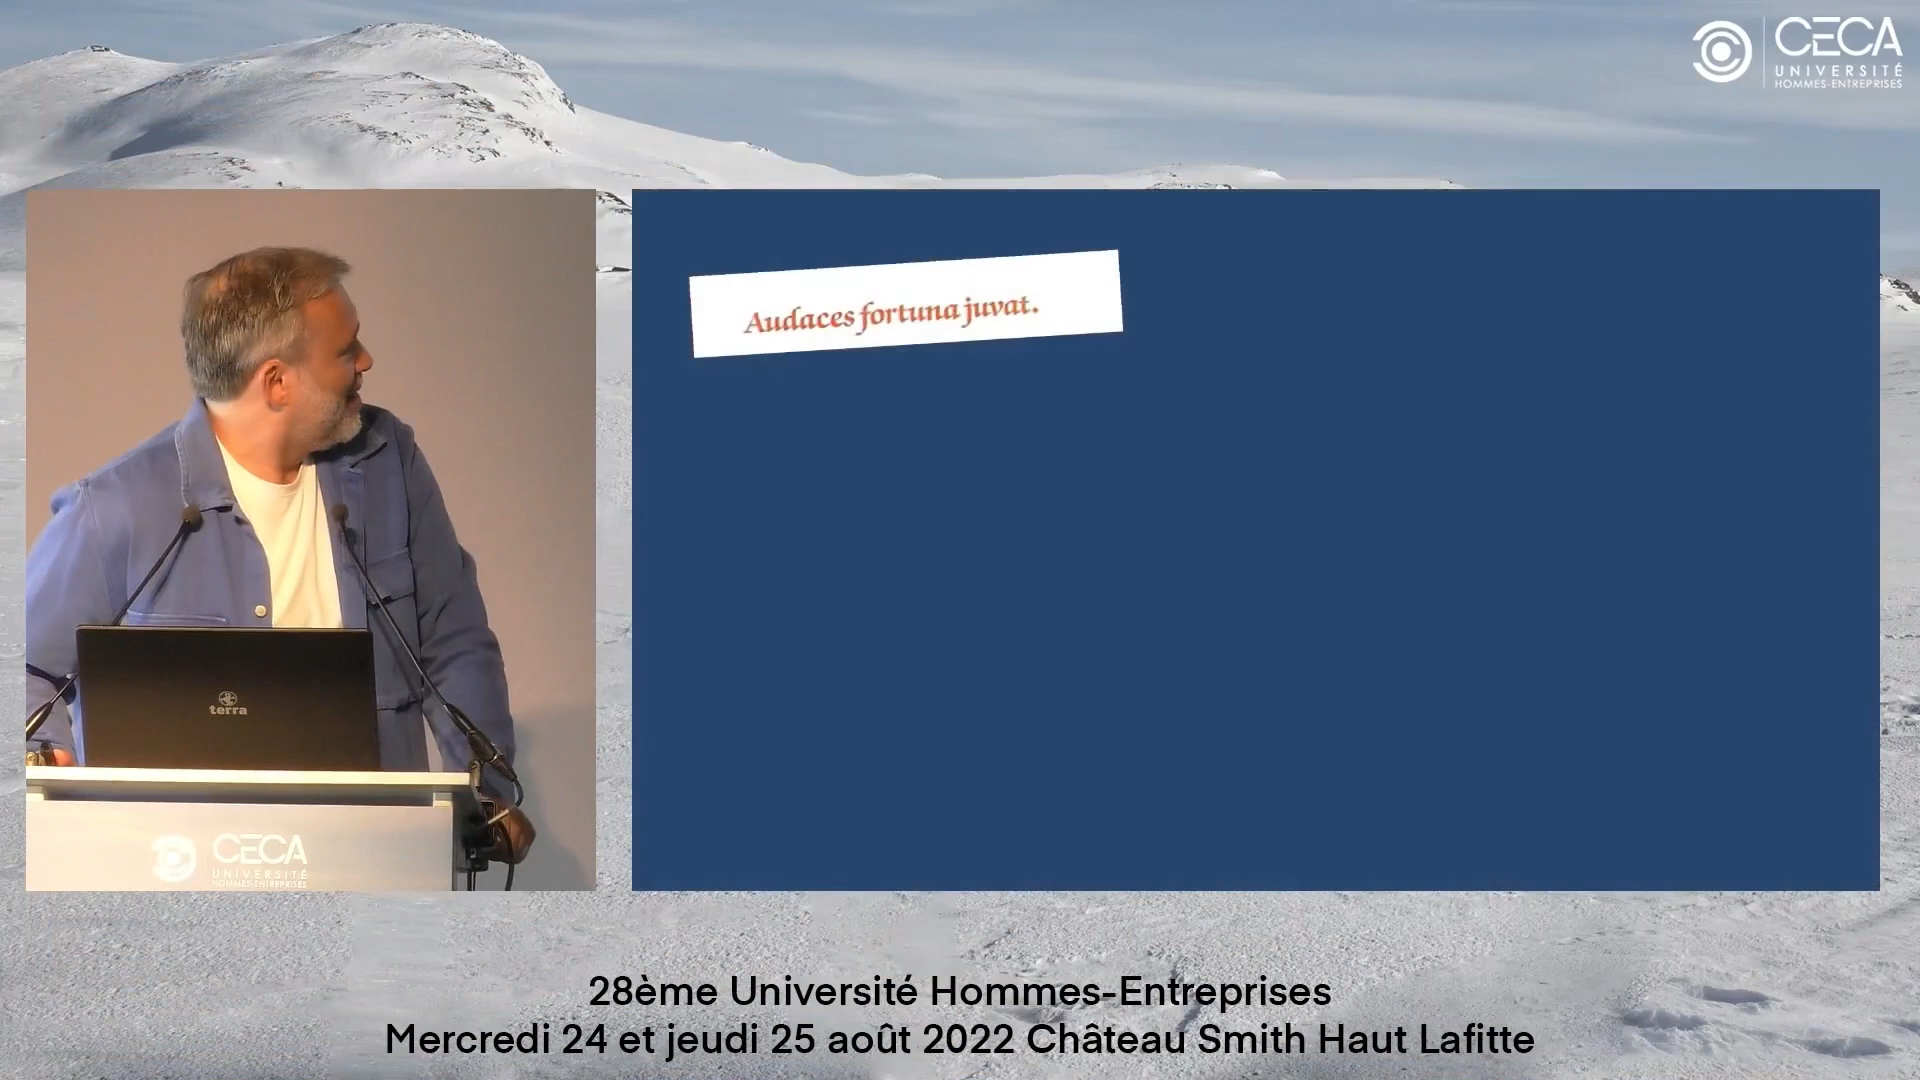 CECA
UNIVERSITÉ
HOMMES-ENTREPRISES
Audaces fortuna juvat.
terra
CECA
UNIVERSITÉ
HOMMES-ENTREPRISES
28ème Université Hommes-Entreprises
Mercredi 24 et jeudi 25 août 2022 Château Smith Haut Lafitte